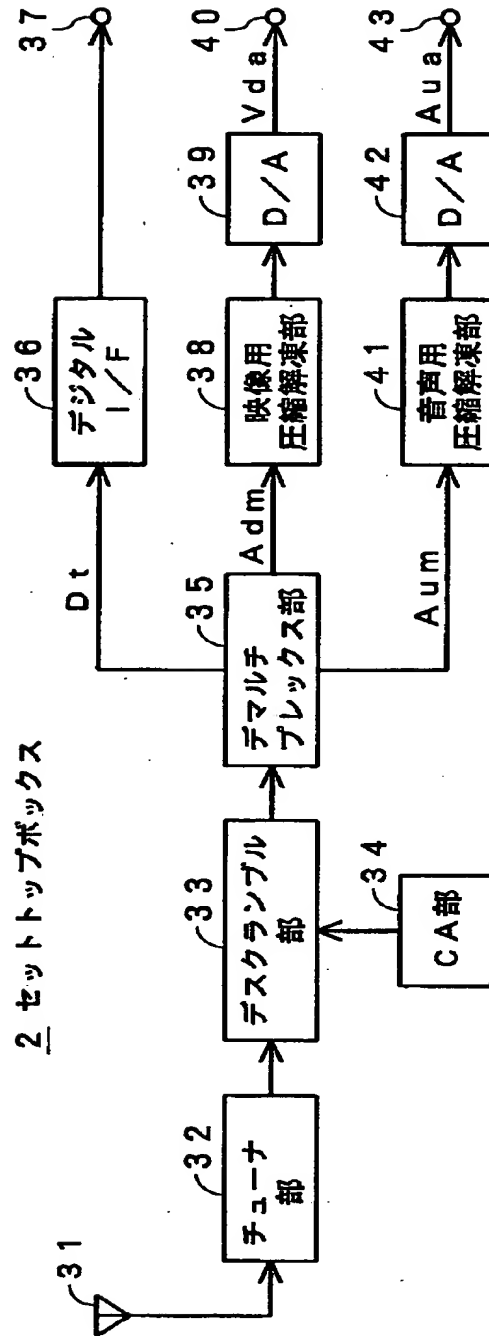 2 セットトップボックス
31
32
チューナ
部
33
デスクランブル
部
34
CA部
35
デマルチ
プレックス部
Dt
36
デジタル
I/F
37
Adm
38
映像用
圧縮解凍部
39
D/A
Vda
40
Aum
41
音声用
圧縮解凍部
42
D/A
Aua
43